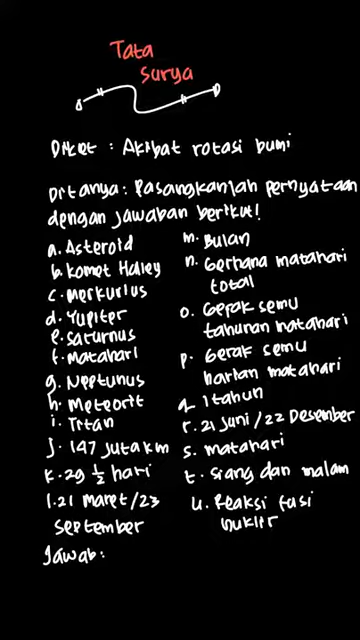 Tata
Surya
Diket : Akibat rotasi bumi
Ditanya : Pasangkanlah pernyataan
dengan jawaban berikut!
a. Asteroid
b. Komet Halley
c. Merkurius
d. Yupiter
e. Saturnus
f. Matahari
g. Neptunus
h. Meteorit
i. Titan
j. 147 juta km
k. 29 1/2 hari
l. 21 maret/23
september
m. Bulan
n. Gerhana matahari
total
o. Gerak semu
tahunan matahari
p. Gerak semu
harian matahari
q. 1 tahun
r. 21 Juni/22 Desember
s. matahari
t. siang dan malam
u. Reaksi fusi
nuklir
Jawab :